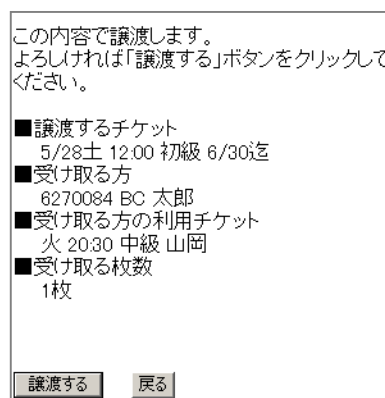 この内容で譲渡します。
よろしければ「譲渡する」ボタンをクリックして
ください。
■譲渡するチケット
5/28土 12:00 初級 6/30迄
■受け取る方
6270084 BC 太郎
■受け取る方の利用チケット
火 20:30 中級 山岡
■受け取る枚数
1枚
譲渡する 戻る